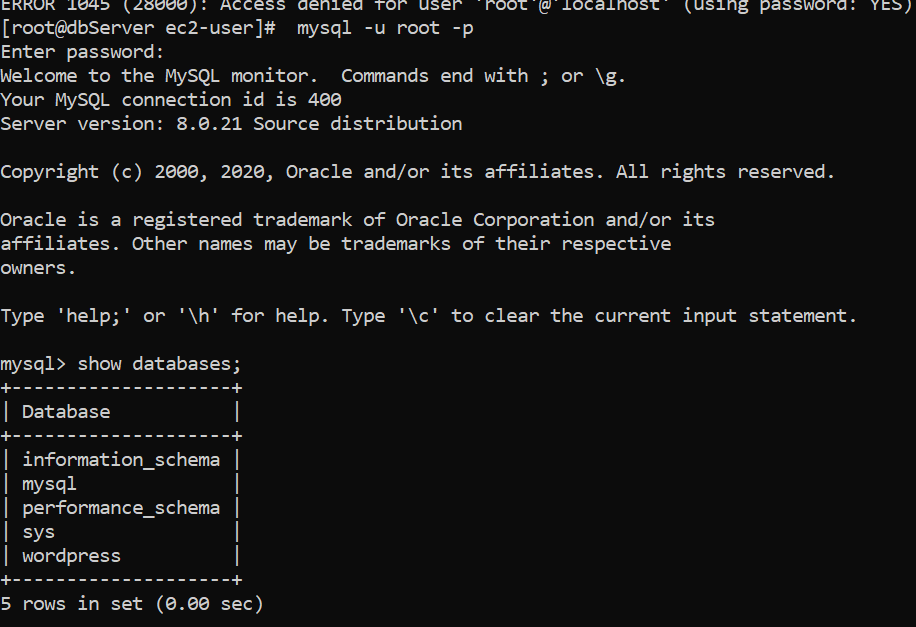 ERROR 1045 (28000): Access denied for user 'root'@'localhost' (using password: YES)
[root@dbServer ec2-user]#  mysql -u root -p
Enter password:
Welcome to the MySQL monitor.  Commands end with ; or \g.
Your MySQL connection id is 400
Server version: 8.0.21 Source distribution

Copyright (c) 2000, 2020, Oracle and/or its affiliates. All rights reserved.

Oracle is a registered trademark of Oracle Corporation and/or its
affiliates. Other names may be trademarks of their respective
owners.

Type 'help;' or '\h' for help. Type '\c' to clear the current input statement.

mysql> show databases;
+--------------------+
| Database           |
+--------------------+
| information_schema |
| mysql              |
| performance_schema |
| sys                |
| wordpress          |
+--------------------+
5 rows in set (0.00 sec)